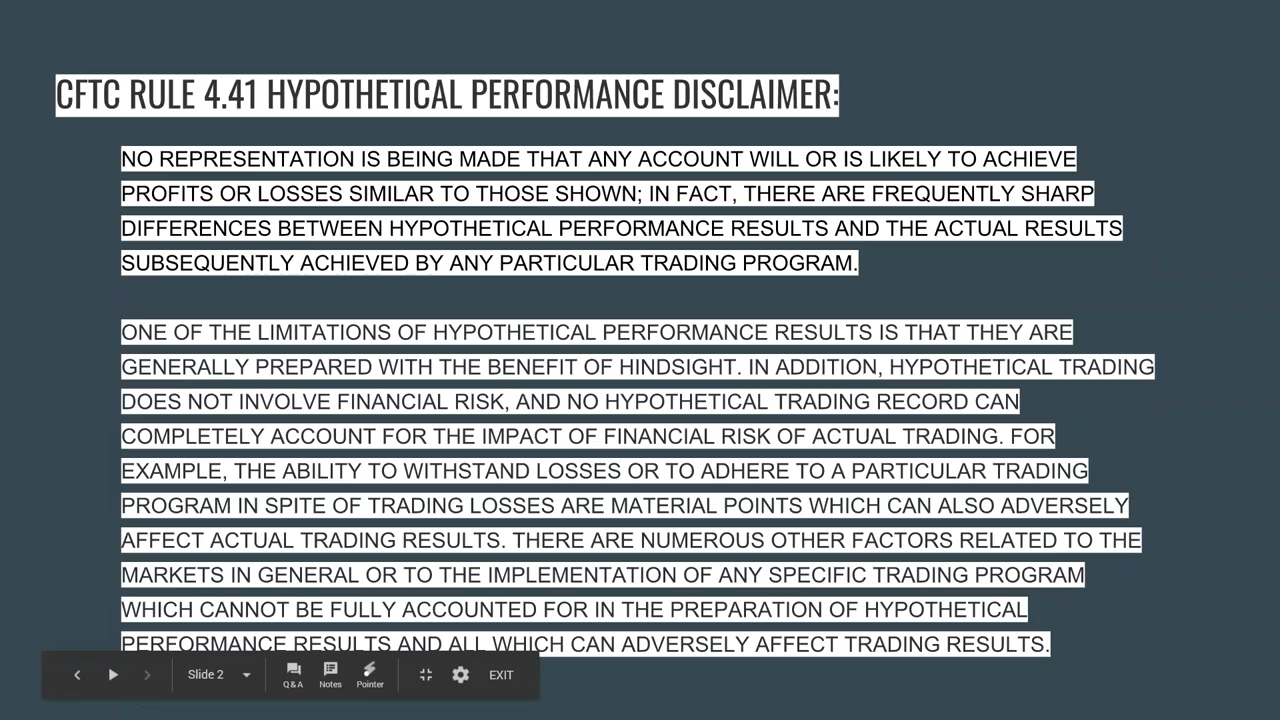 CFTC RULE 4.41 HYPOTHETICAL PERFORMANCE DISCLAIMER:
NO REPRESENTATION IS BEING MADE THAT ANY ACCOUNT WILL OR IS LIKELY TO ACHIEVE
PROFITS OR LOSSES SIMILAR TO THOSE SHOWN; IN FACT, THERE ARE FREQUENTLY SHARP
DIFFERENCES BETWEEN HYPOTHETICAL PERFORMANCE RESULTS AND THE ACTUAL RESULTS
SUBSEQUENTLY ACHIEVED BY ANY PARTICULAR TRADING PROGRAM.
ONE OF THE LIMITATIONS OF HYPOTHETICAL PERFORMANCE RESULTS IS THAT THEY ARE
GENERALLY PREPARED WITH THE BENEFIT OF HINDSIGHT. IN ADDITION, HYPOTHETICAL TRADING
DOES NOT INVOLVE FINANCIAL RISK, AND NO HYPOTHETICAL TRADING RECORD CAN
COMPLETELY ACCOUNT FOR THE IMPACT OF FINANCIAL RISK OF ACTUAL TRADING. FOR
EXAMPLE, THE ABILITY TO WITHSTAND LOSSES OR TO ADHERE TO A PARTICULAR TRADING
PROGRAM IN SPITE OF TRADING LOSSES ARE MATERIAL POINTS WHICH CAN ALSO ADVERSELY
AFFECT ACTUAL TRADING RESULTS. THERE ARE NUMEROUS OTHER FACTORS RELATED TO THE
MARKETS IN GENERAL OR TO THE IMPLEMENTATION OF ANY SPECIFIC TRADING PROGRAM
WHICH CANNOT BE FULLY ACCOUNTED FOR IN THE PREPARATION OF HYPOTHETICAL
PERFORMANCE RESULTS AND ALL WHICH CAN ADVERSELY AFFECT TRADING RESULTS.
Slide 2
Q & A
Notes
Pointer
EXIT